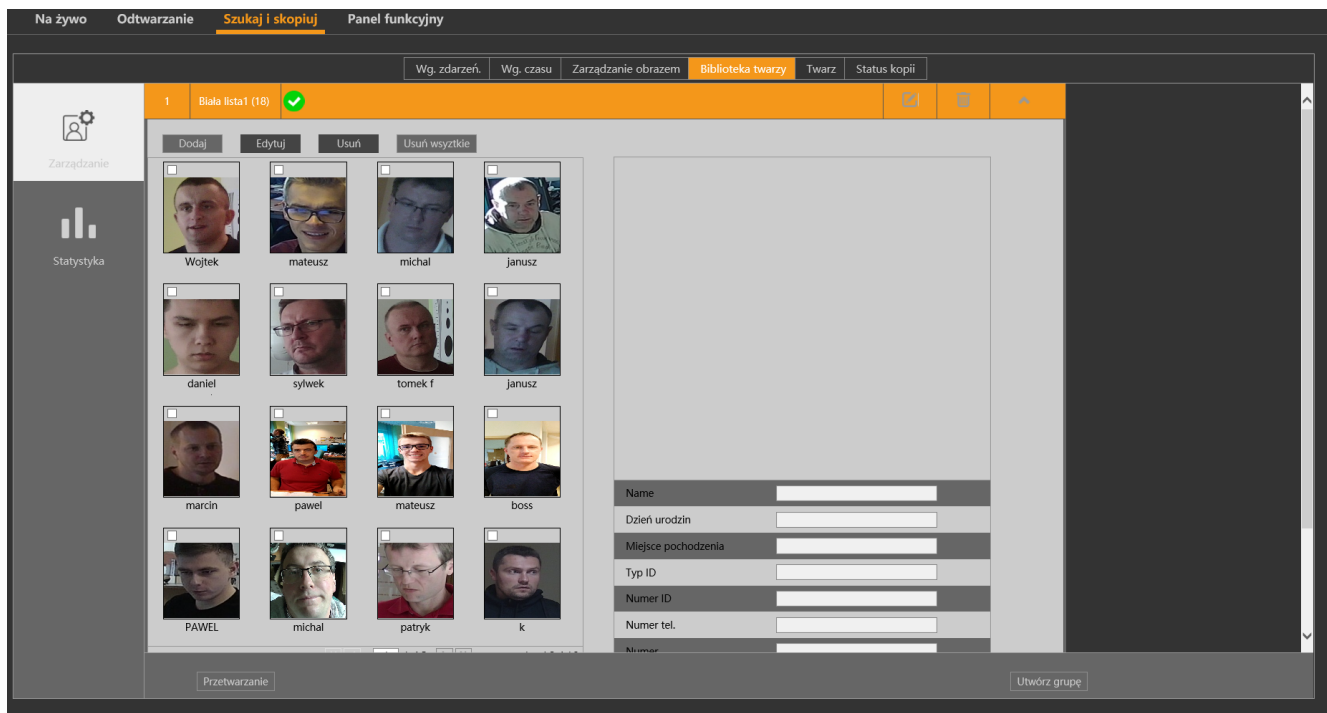 Na żywo Odtwarzanie Szukaj i skopiuj Panel funkcyjny
Wg. zdarzeń. Wg. czasu Zarządzanie obrazem Biblioteka twarzy Twarz Status kopii
1 Biała lista1 (18)
Zarządzanie
Statystyka
Dodaj Edytuj Usuń Usuń wsyztkie
Wojtek mateusz michal janusz
daniel sylwek tomek f janusz
marcin pawel mateusz boss
PAWEL michal patryk k
Name
Dzień urodzin
Miejsce pochodzenia
Typ ID
Numer ID
Numer tel.
Numer
Przetwarzanie Utwórz grupę